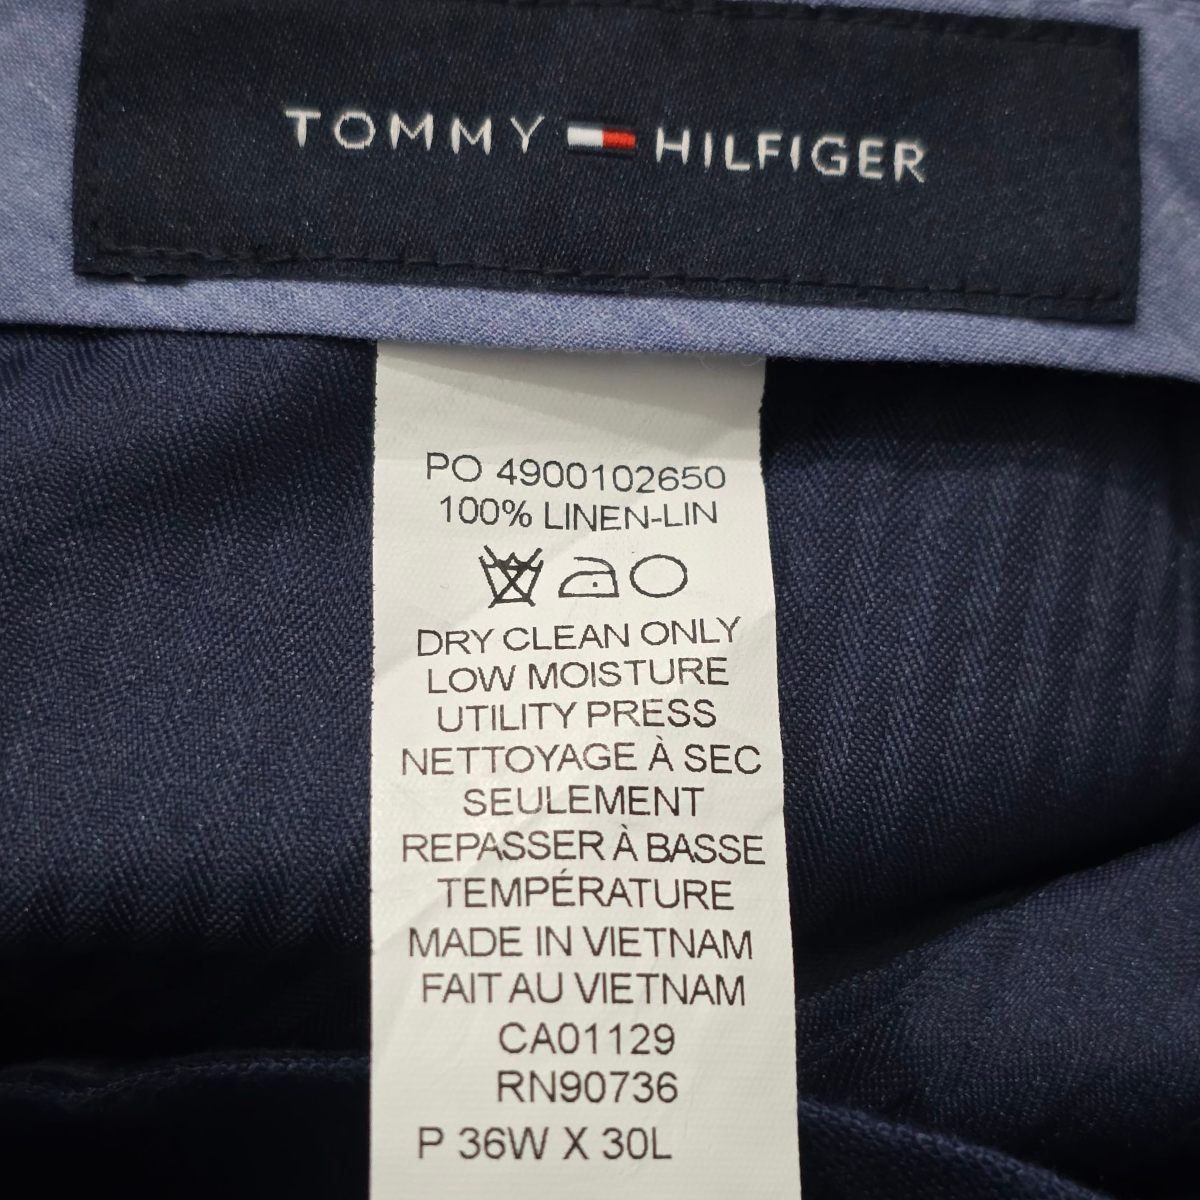 TOMMY HILFIGER
PO 4900102650
100% LINEN-LIN
DRY CLEAN ONLY
LOW MOISTURE
UTILITY PRESS
NETTOYAGE À SEC
SEULEMENT
REPASSER À BASSE
TEMPÉRATURE
MADE IN VIETNAM
FAIT AU VIETNAM
CA01129
RN90736
P 36W X 30L